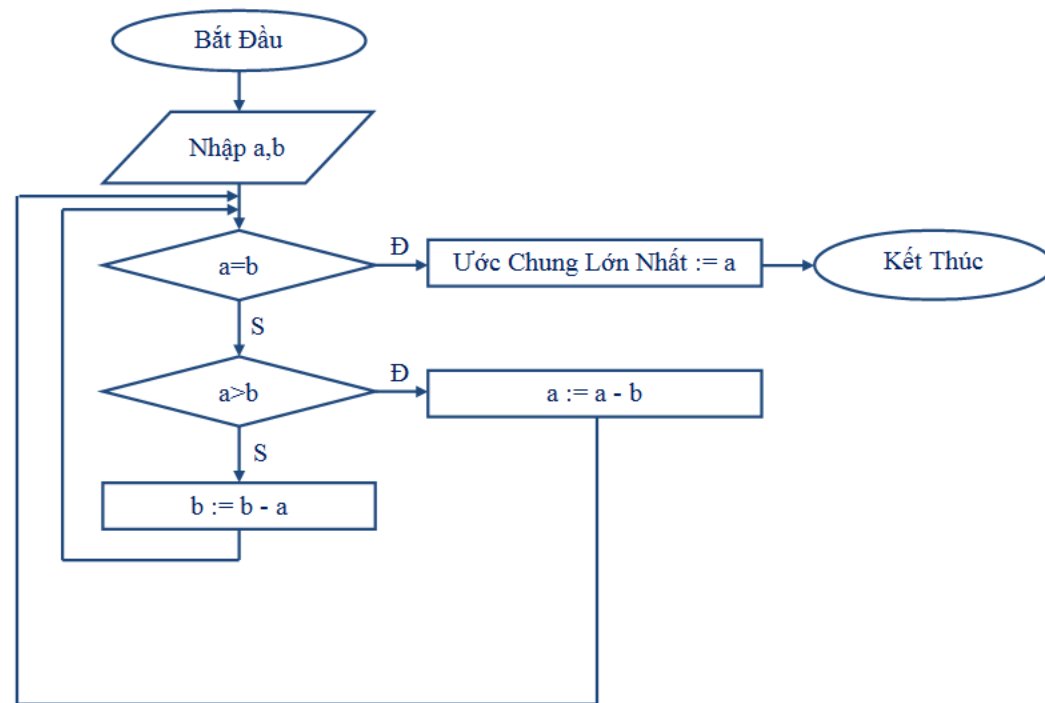 Bắt Đầu
Nhập a,b
a=b
Đ
Ước Chung Lớn Nhất := a
Kết Thúc
S
a>b
Đ
a := a - b
S
b := b - a